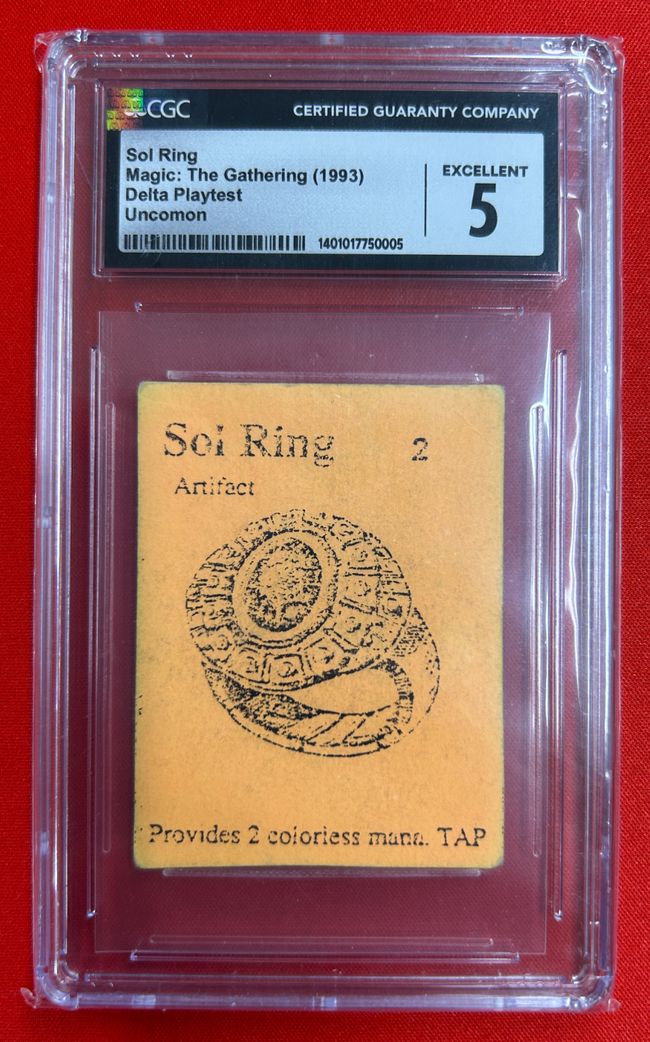 CGC
CERTIFIED GUARANTY COMPANY
Sol Ring
Magic: The Gathering (1993)
Delta Playtest
Uncomon
EXCELLENT
5
1401017750005
Sol Ring 2
Artifact
Provides 2 colorless mana. TAP